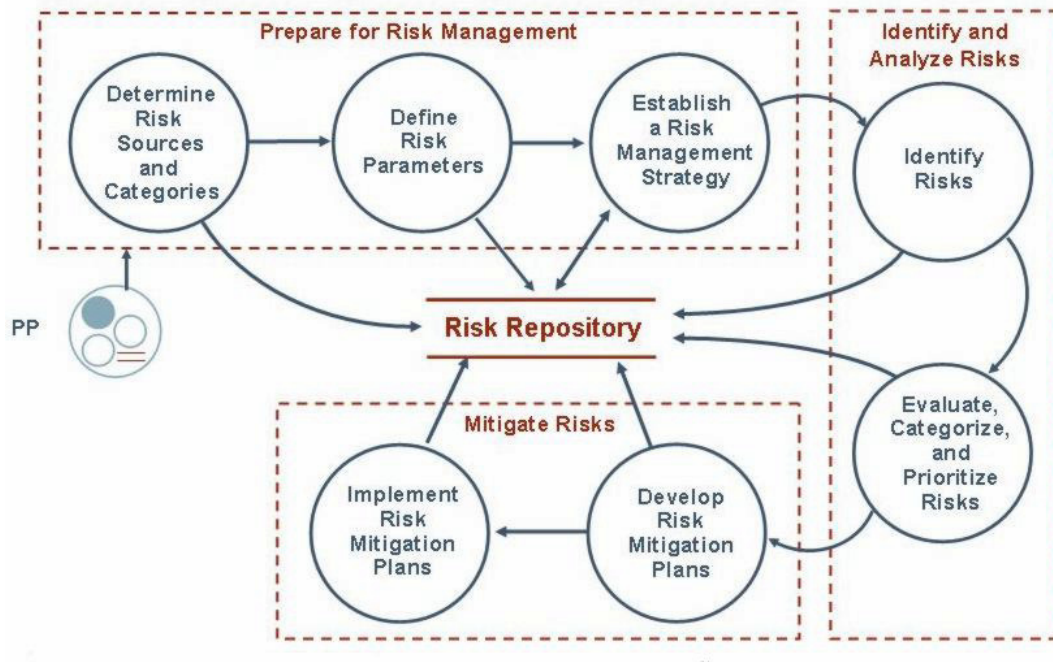 Prepare for Risk Management
Determine
Risk
Sources
and
Categories
Define
Risk
Parameters
Establish
a Risk
Management
Strategy
Identify and
Analyze Risks
Identify
Risks
PP
Risk Repository
Evaluate,
Categorize,
and
Prioritize
Risks
Mitigate Risks
Implement
Risk
Mitigation
Plans
Develop
Risk
Mitigation
Plans